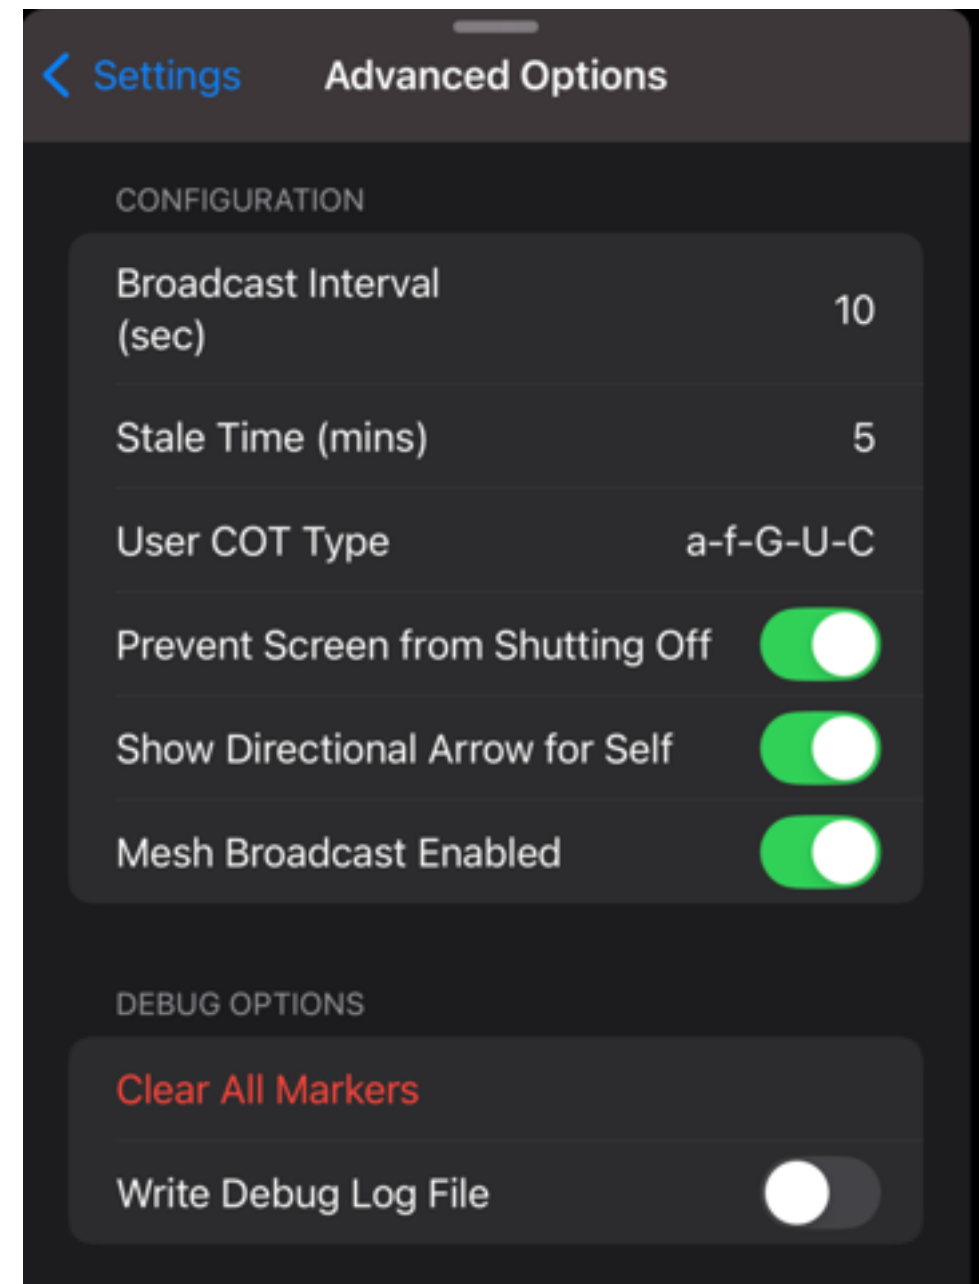 Settings
Advanced Options
CONFIGURATION
Broadcast Interval
(sec)
10
Stale Time (mins)
5
User COT Type
a-f-G-U-C
Prevent Screen from Shutting Off
Show Directional Arrow for Self
Mesh Broadcast Enabled
DEBUG OPTIONS
Clear All Markers
Write Debug Log File